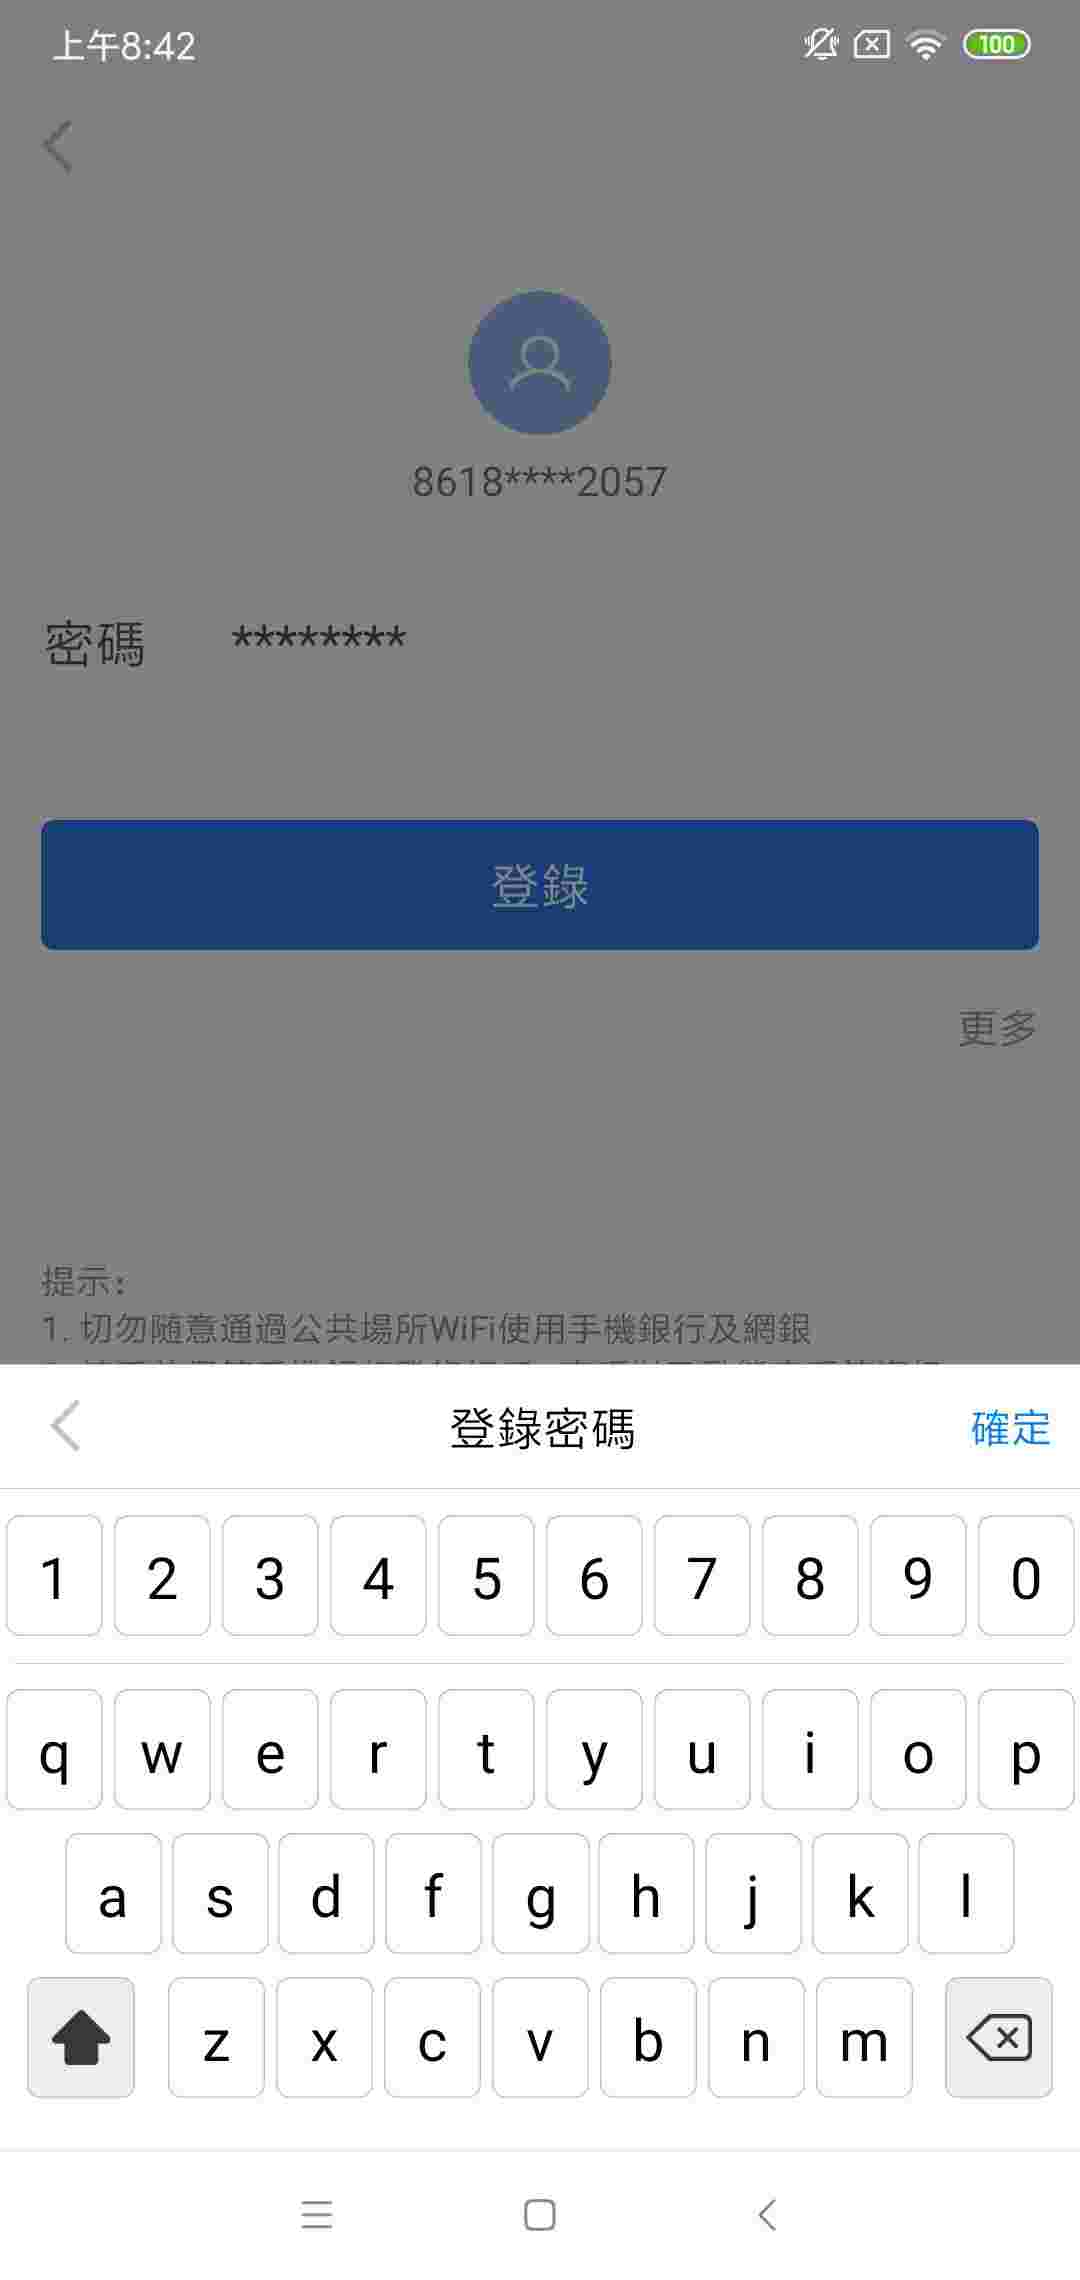 上午8:42
100
8618****2057
密碼 ********
登錄
更多
提示：
1. 切勿隨意通過公共場所WiFi使用手機銀行及網銀
登錄密碼
確定
1 2 3 4 5 6 7 8 9 0
q w e r t y u i o p
a s d f g h j k l
z x c v b n m